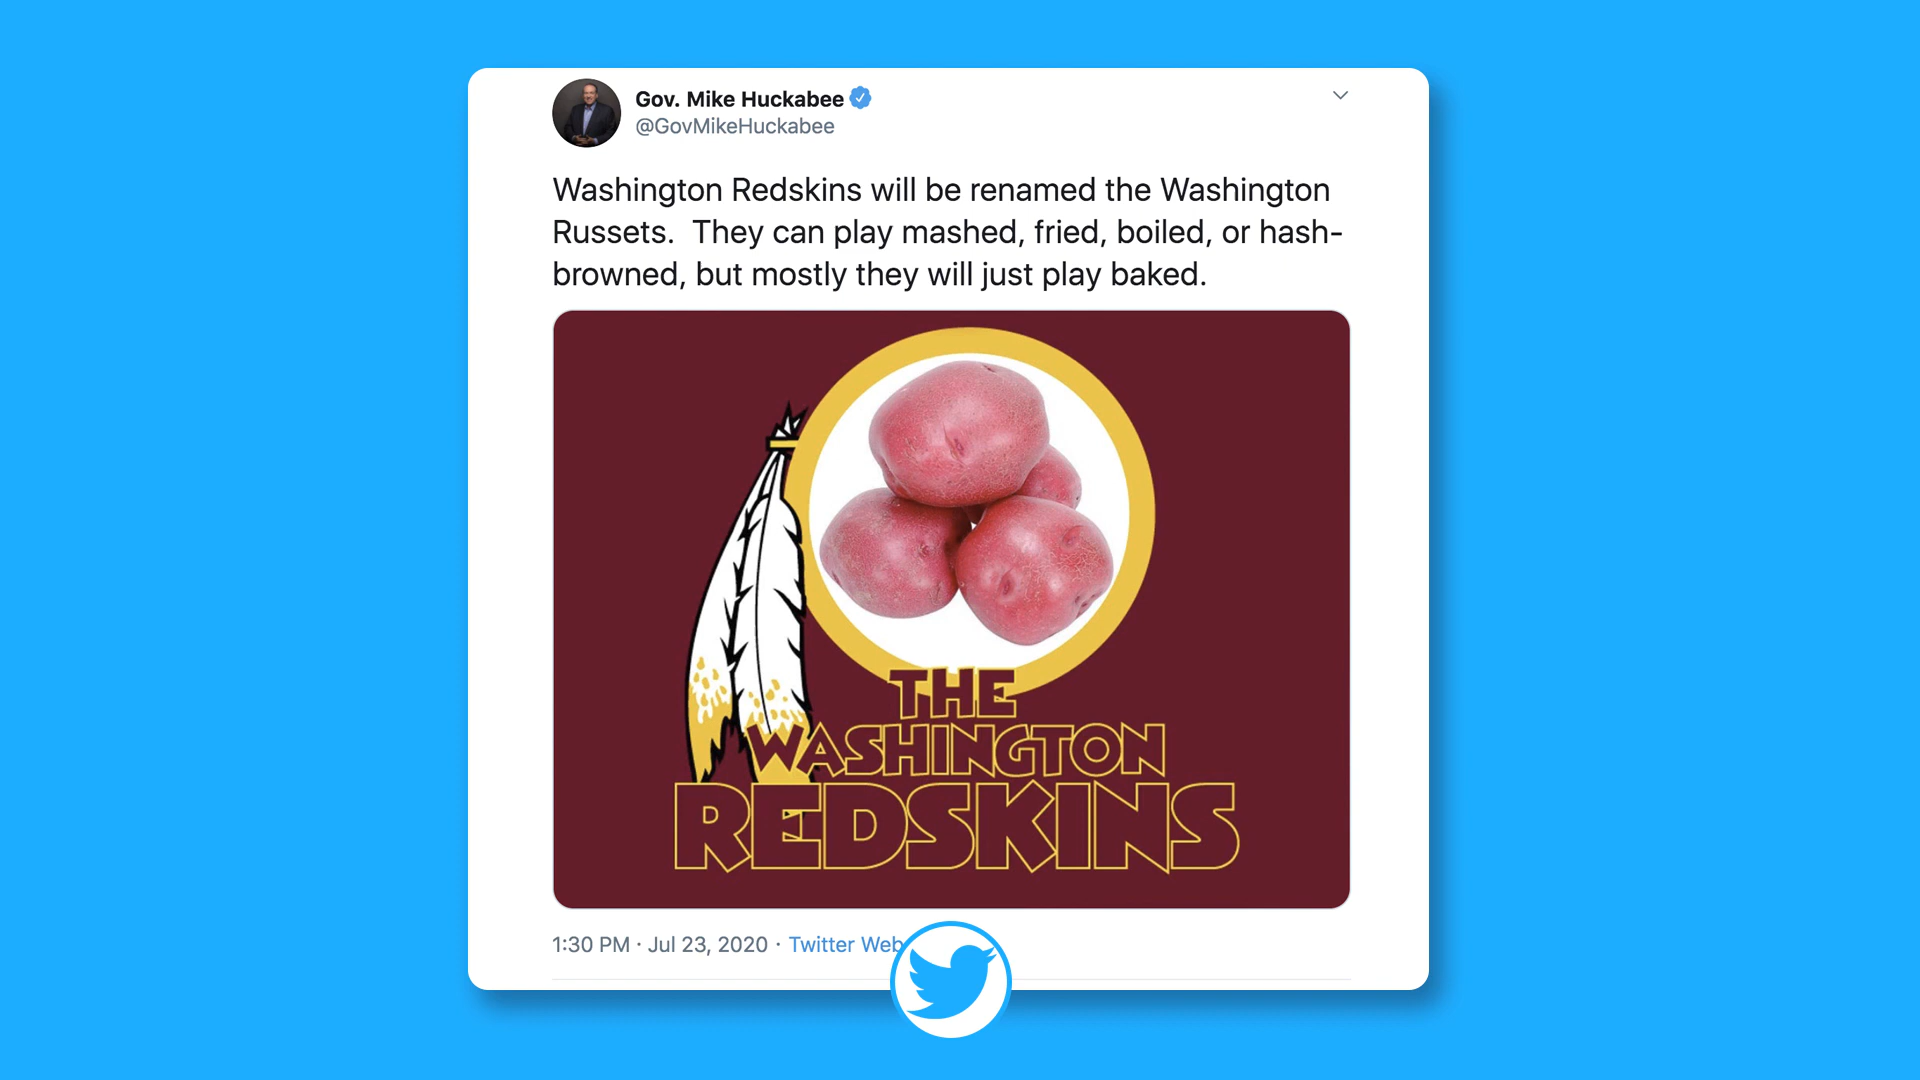 Gov. Mike Huckabee
@GovMikeHuckabee
Washington Redskins will be renamed the Washington
Russets.  They can play mashed, fried, boiled, or hash-
browned, but mostly they will just play baked.
THE
WASHINGTON
REDSKINS
1:30 PM · Jul 23, 2020 · Twitter Web